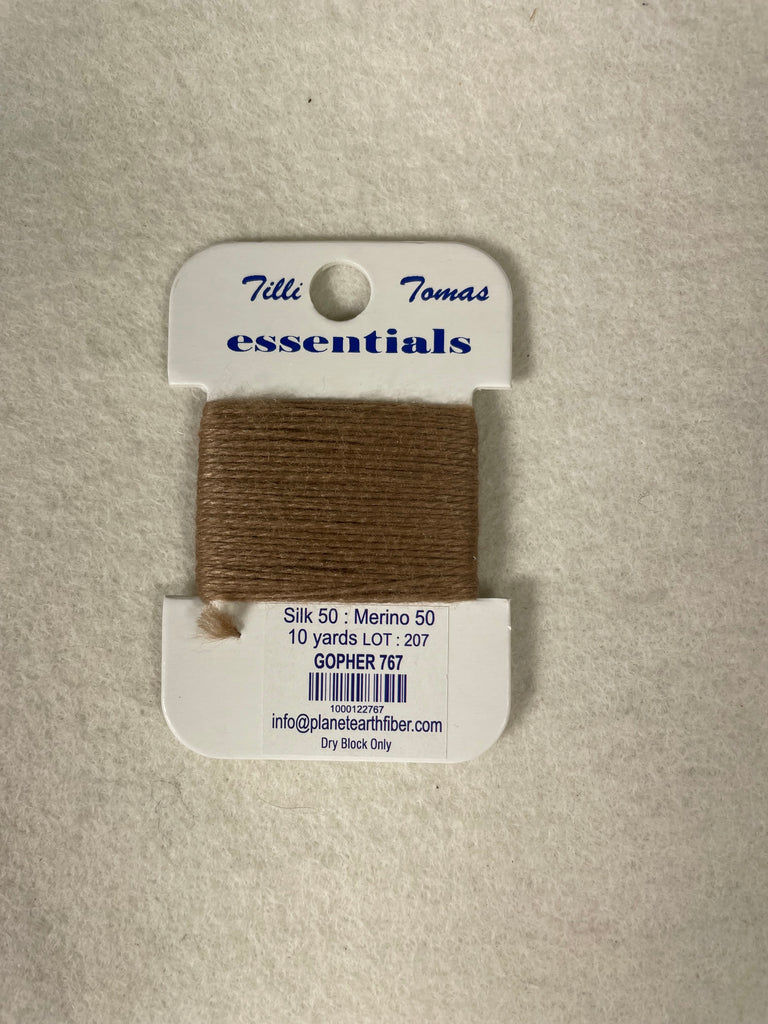 Tilli Tomas
essentials
Silk 50 : Merino 50
10 yards LOT : 207
GOPHER 767
1000122767
info@planetearthfiber.com
Dry Block Only